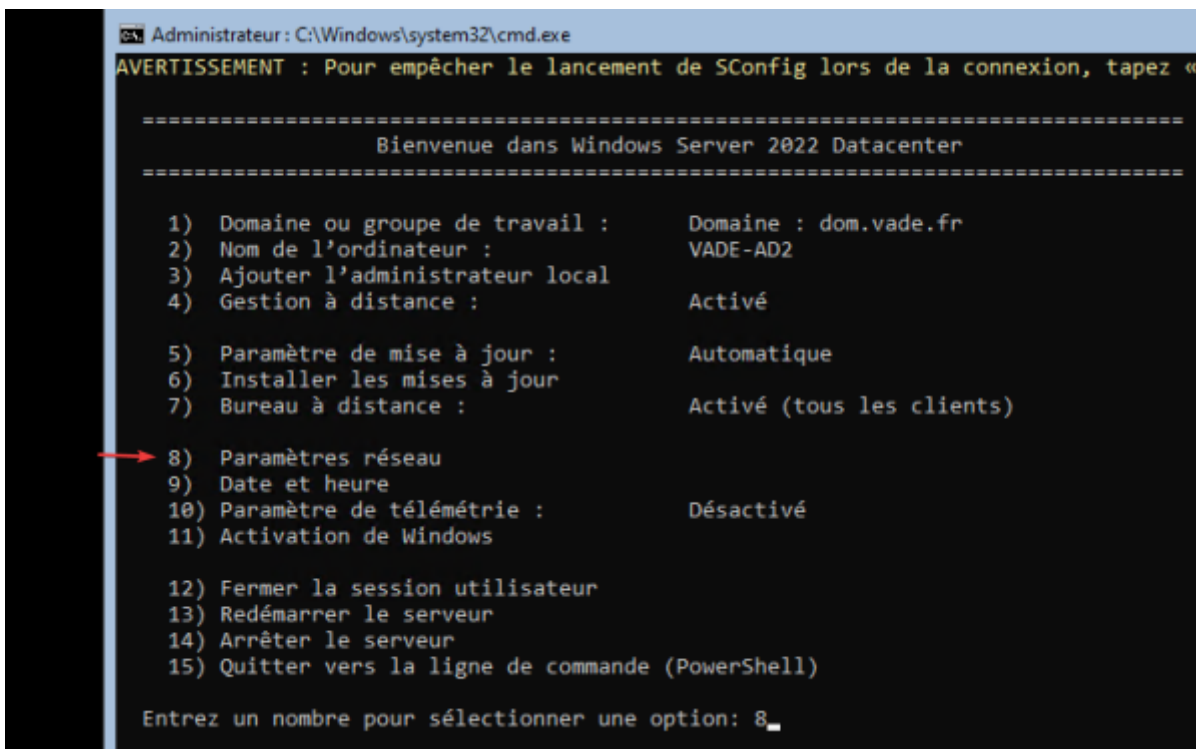 Administrateur : C:\Windows\system32\cmd.exe
AVERTISSEMENT : Pour empêcher le lancement de SConfig lors de la connexion, tapez «
================================================================================
Bienvenue dans Windows Server 2022 Datacenter
================================================================================
1) Domaine ou groupe de travail : Domaine : dom.vade.fr
2) Nom de l’ordinateur : VADE-AD2
3) Ajouter l’administrateur local
4) Gestion à distance : Activé
5) Paramètre de mise à jour : Automatique
6) Installer les mises à jour
7) Bureau à distance : Activé (tous les clients)
8) Paramètres réseau
9) Date et heure
10) Paramètre de télémétrie : Désactivé
11) Activation de Windows
12) Fermer la session utilisateur
13) Redémarrer le serveur
14) Arrêter le serveur
15) Quitter vers la ligne de commande (PowerShell)
Entrez un nombre pour sélectionner une option: 8